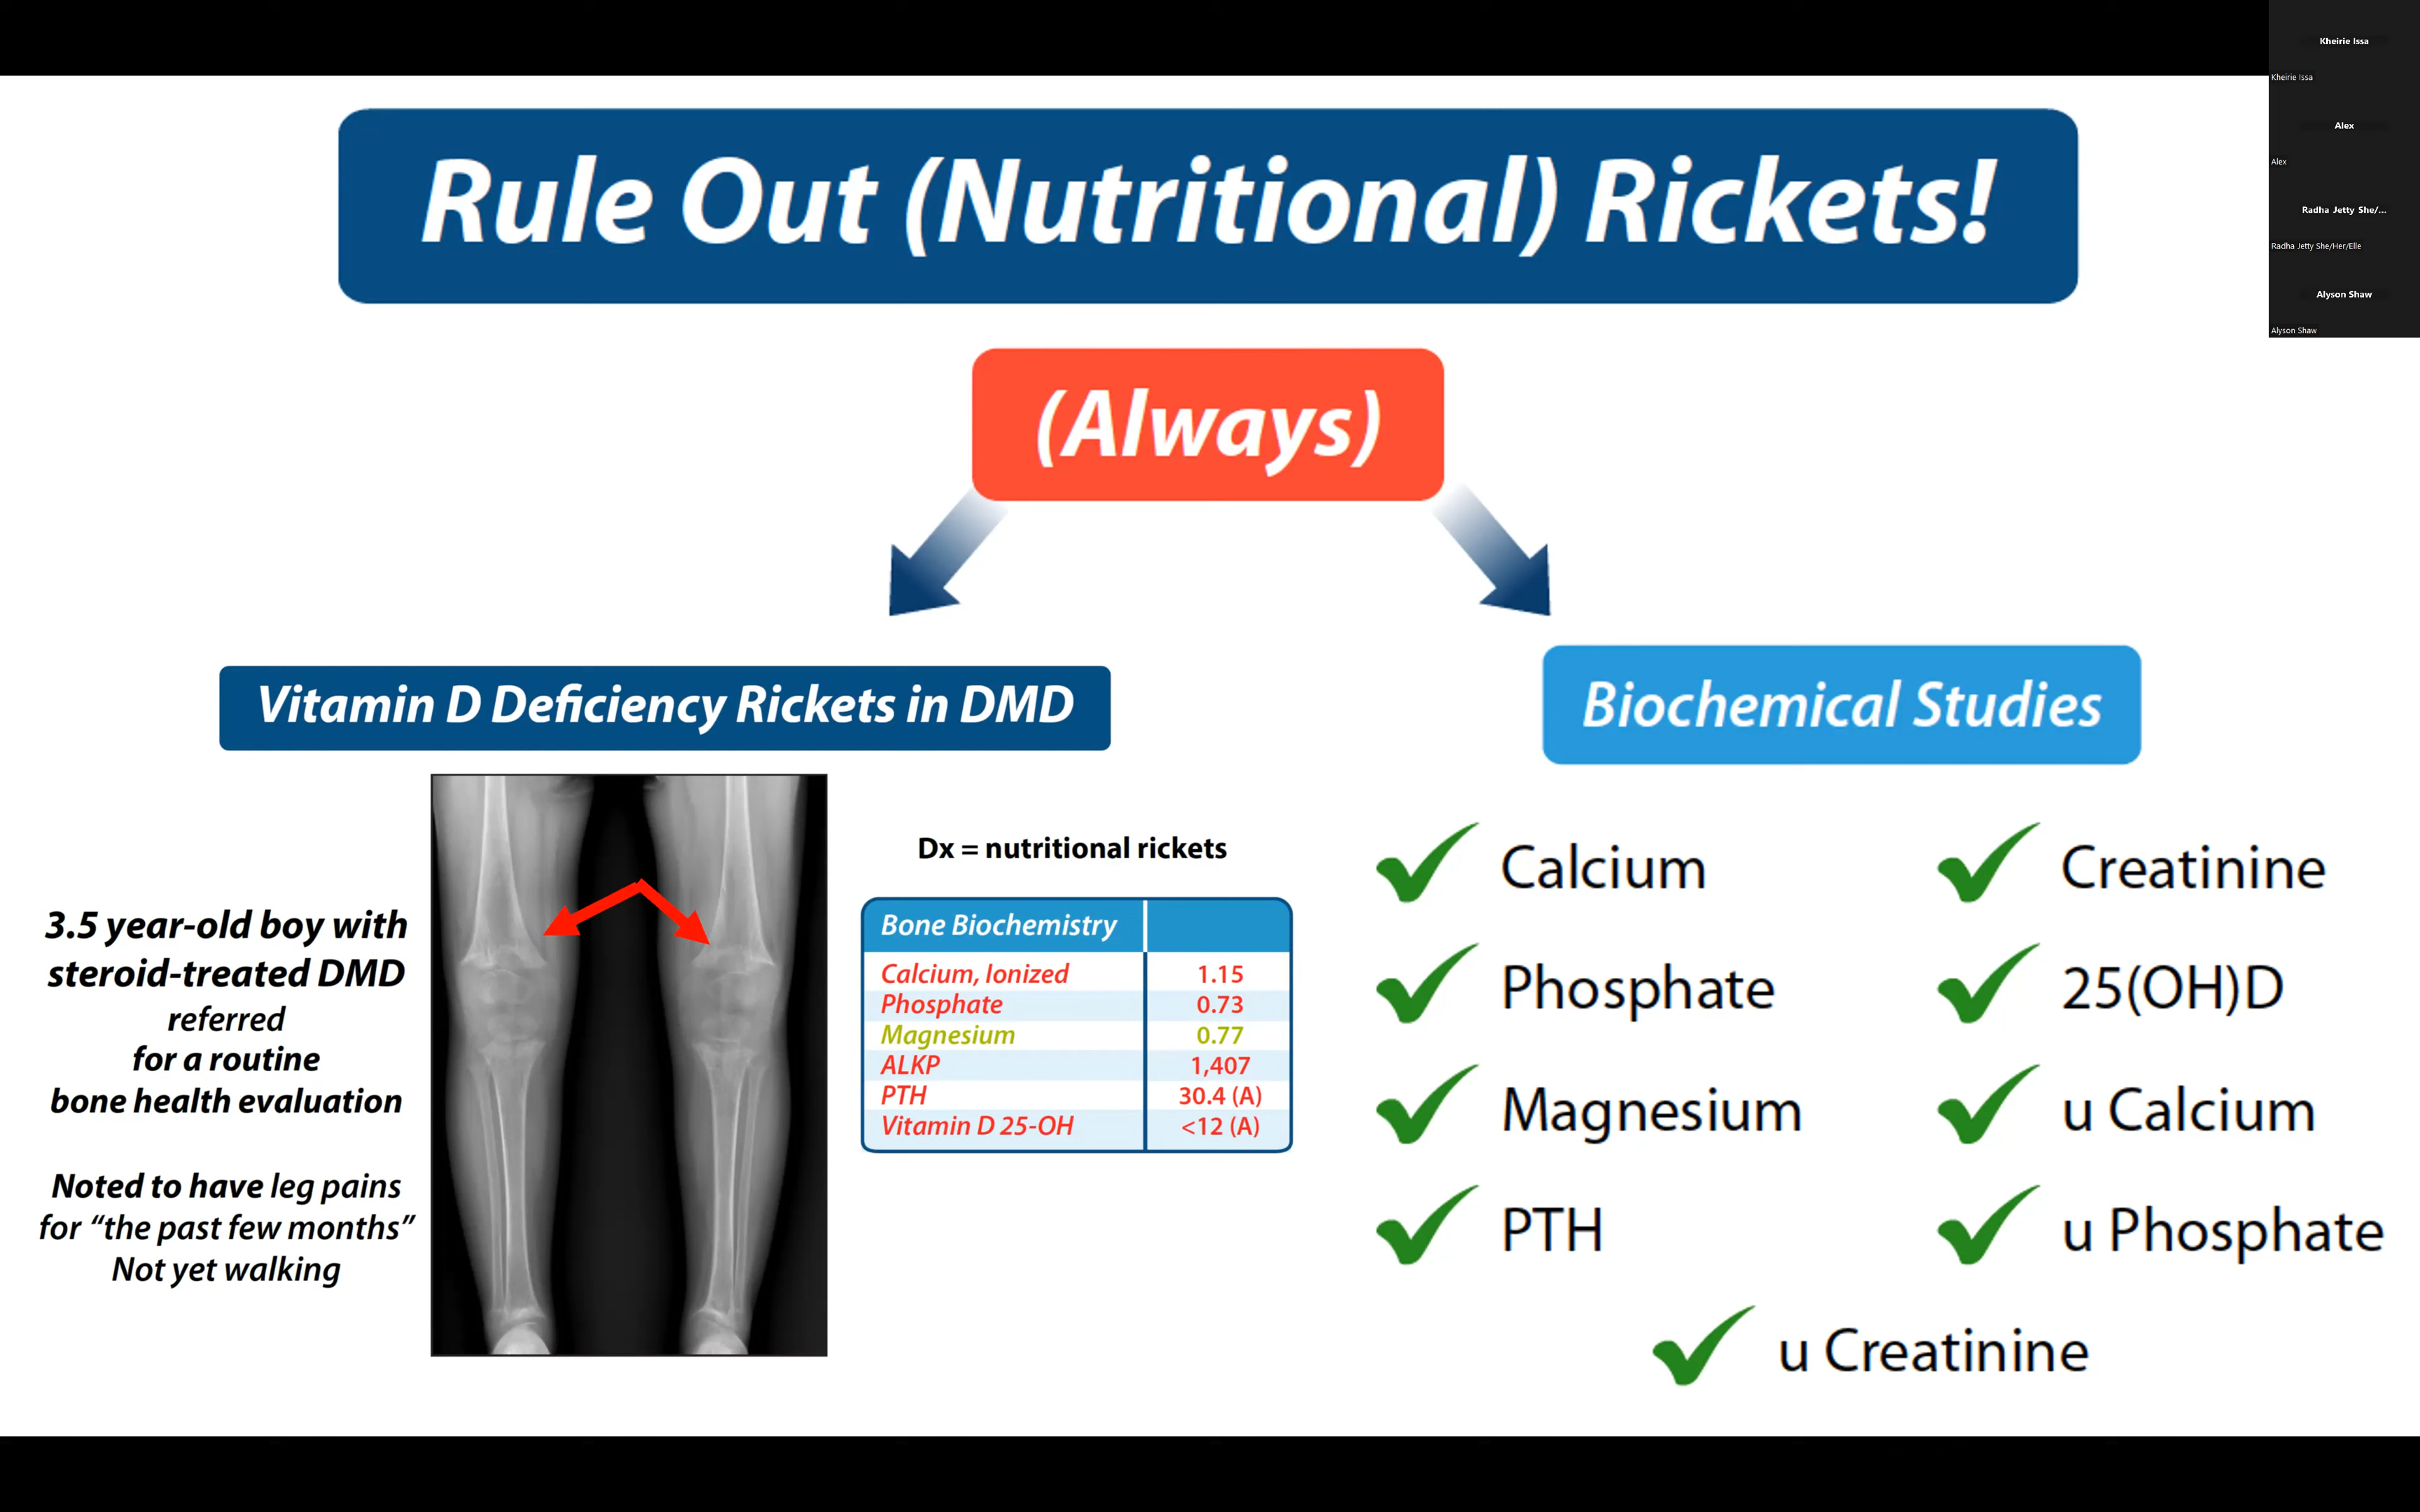 Rule Out (Nutritional) Rickets!
(Always)
Vitamin D Deficiency Rickets in DMD
3.5 year-old boy with
steroid-treated DMD
referred
for a routine
bone health evaluation
Noted to have leg pains
for “the past few months”
Not yet walking
Dx = nutritional rickets
Bone Biochemistry
Calcium, Ionized 1.15
Phosphate 0.73
Magnesium 0.77
ALKP 1,407
PTH 30.4 (A)
Vitamin D 25-OH <12 (A)
Biochemical Studies
Calcium
Creatinine
Phosphate
25(OH)D
Magnesium
u Calcium
PTH
u Phosphate
u Creatinine
Kheirie Issa
Kheirie Issa
Alex
Alex
Radha Jetty She/...
Radha Jetty She/Her/Elle
Alyson Shaw
Alyson Shaw